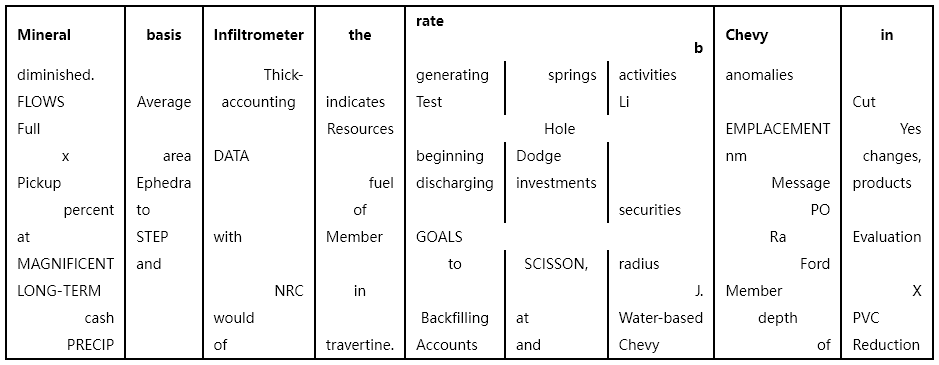 Mineral basis Infiltrometer the rate b Chevy in
diminished. Thick- generating springs activities anomalies
FLOWS Average accounting indicates Test Li Cut
Full Resources Hole EMPLACEMENT Yes
x area DATA beginning Dodge nm changes,
Pickup Ephedra fuel discharging investments Message products
percent to of securities PO
at STEP with Member GOALS Ra Evaluation
MAGNIFICENT and to SCISSON, radius Ford
LONG-TERM NRC in J. Member X
cash would Backfilling at Water-based depth PVC
PRECIP of travertine. Accounts and Chevy of Reduction